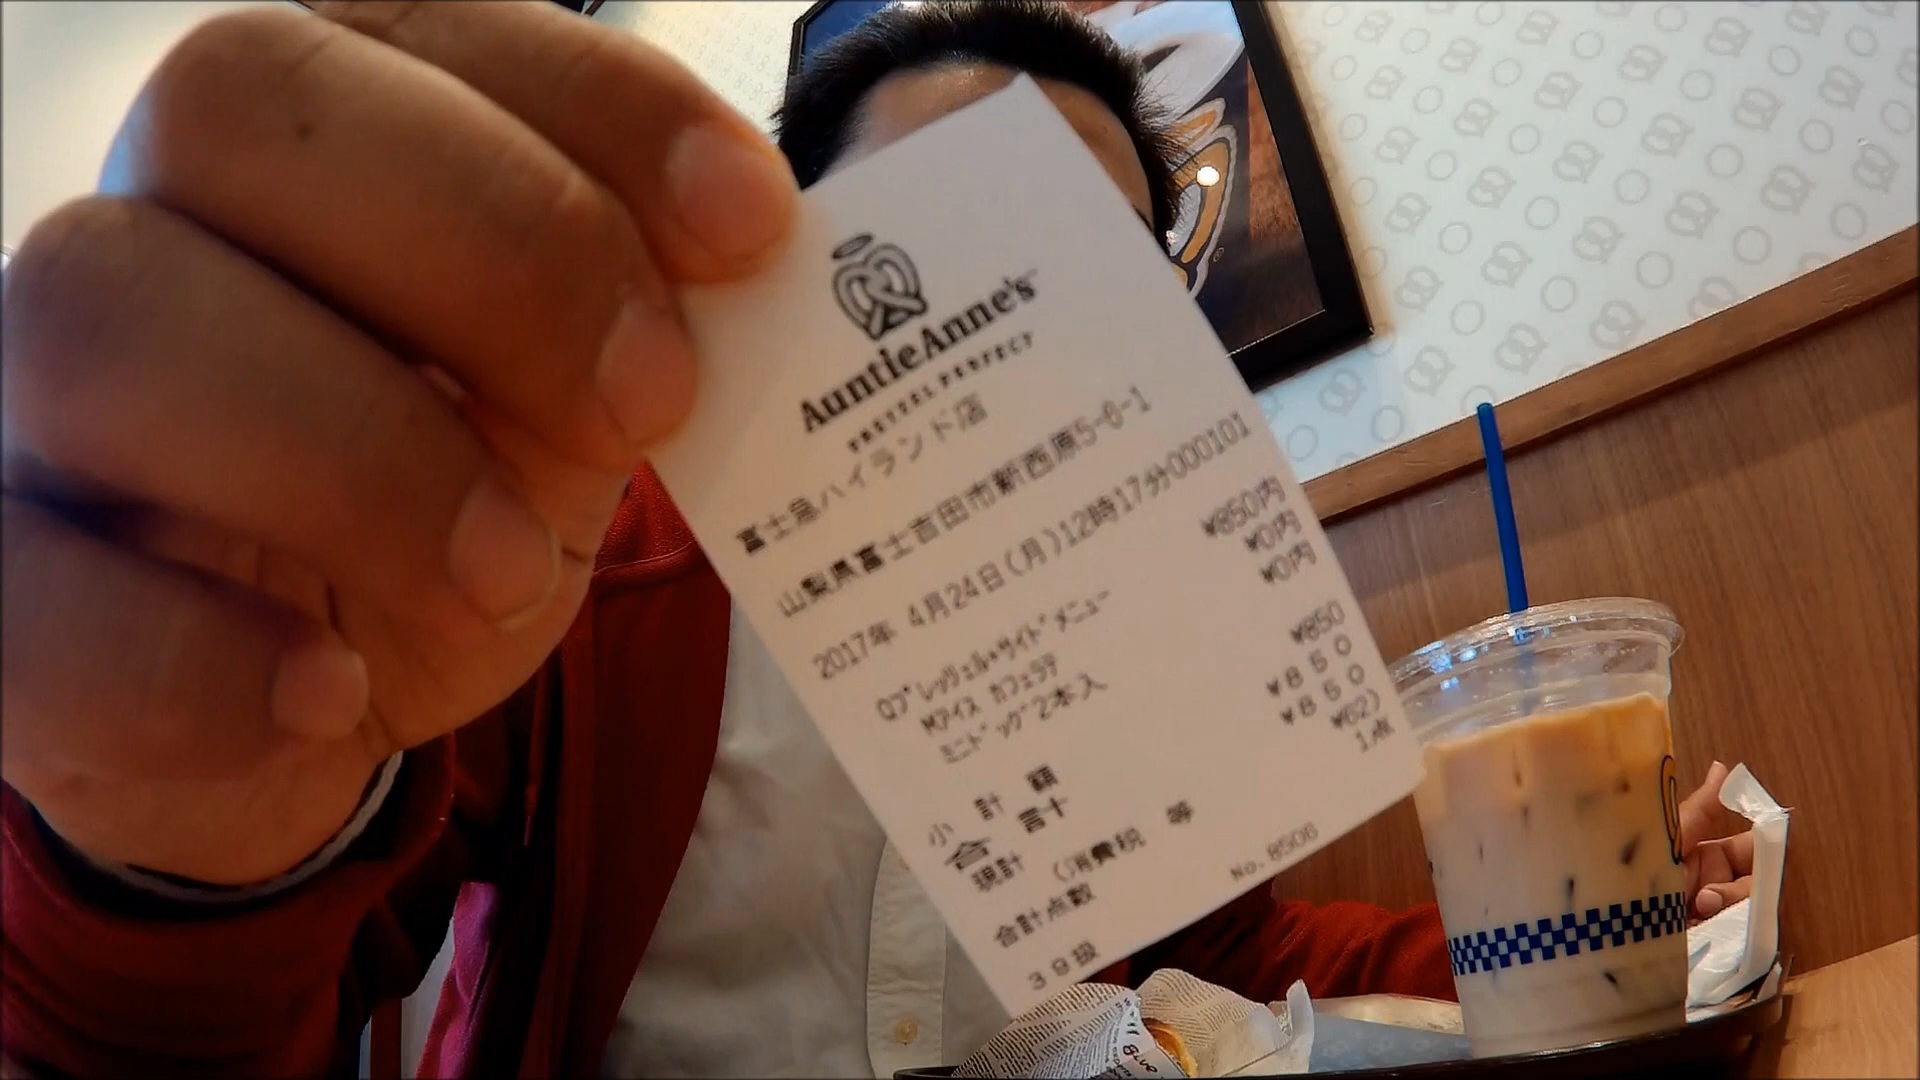 AuntieAnne's
PRETZEL PERFECT
富士急ハイランド店
山梨県富士吉田市新西原5-6-1
2017年 4月24日(月)12時17分000101
Qプレッツェル+サイドメニュー ¥850内
Mアイス カフェラテ ¥0内
ミニドッグ2本入 ¥0内
小 計 額 ¥850
合 計 ¥850
現計 ¥850
(消費税 等 ¥62)
合計点数 1点
39扱 No.8506